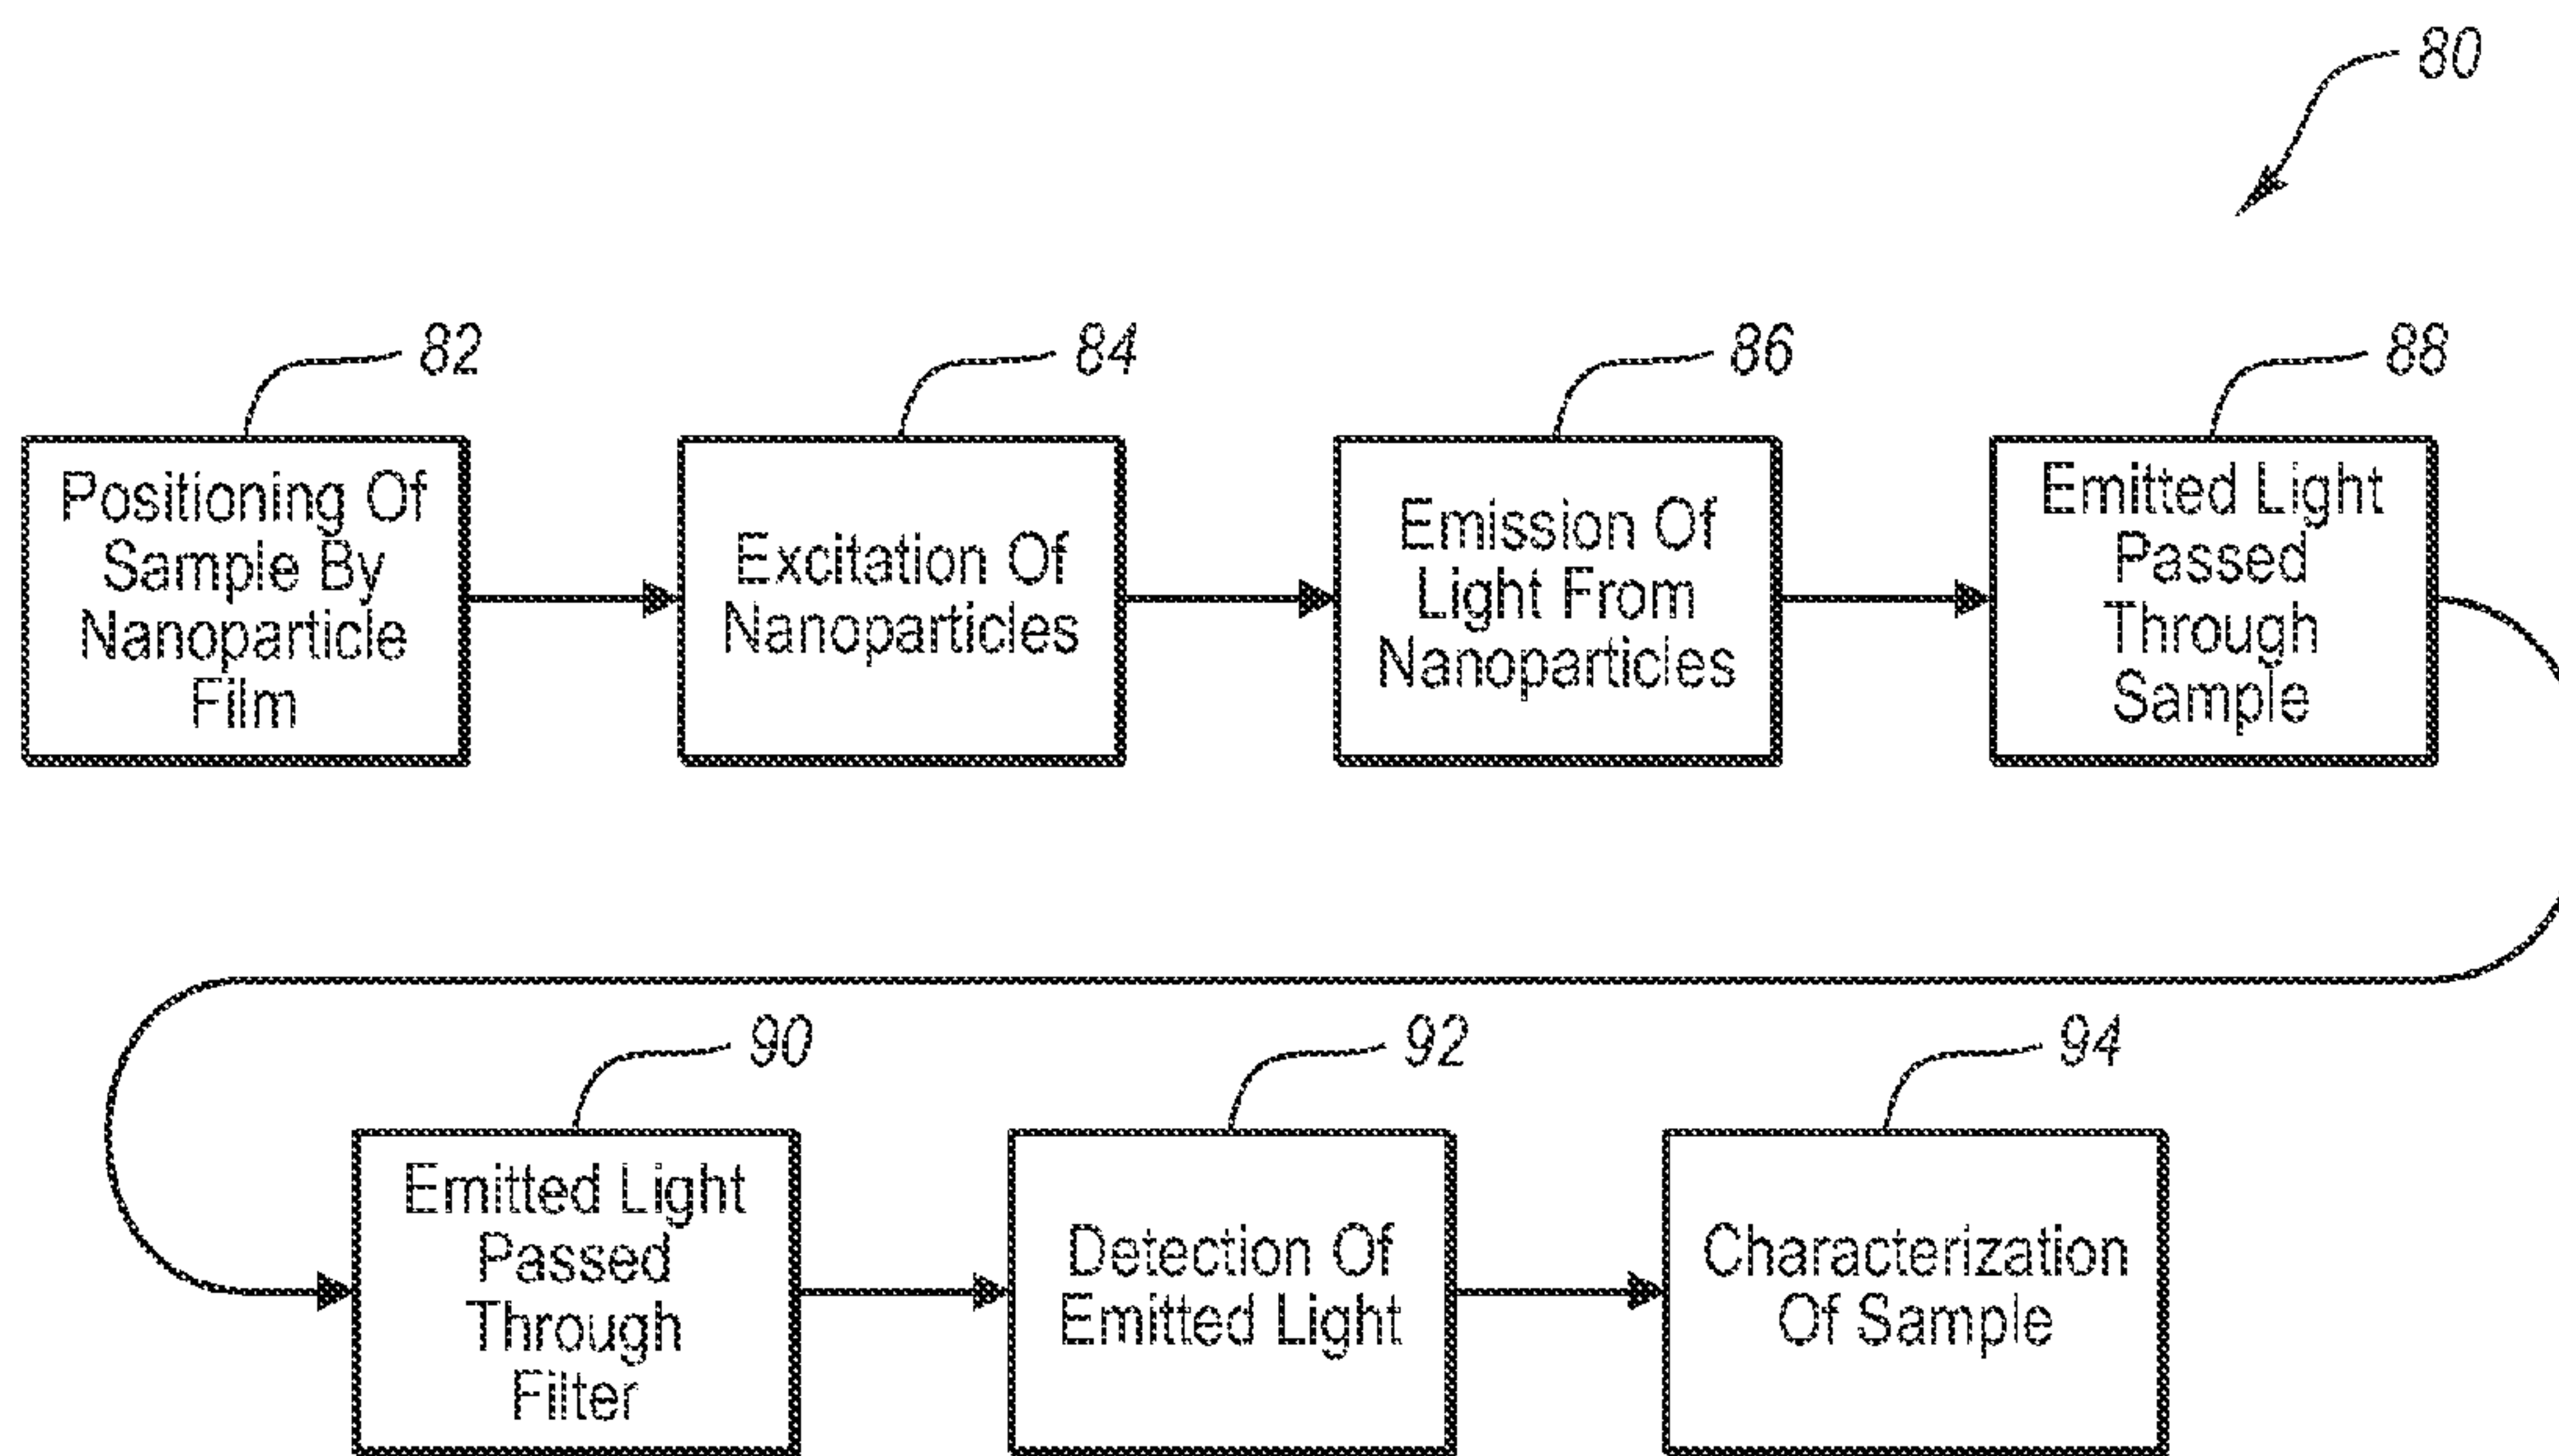 80
82
84
86
88
Positioning Of
Sample By
Nanoparticle
Film
Excitation Of
Nanoparticles
Emission Of
Light From
Nanoparticles
Emitted Light
Passed
Through
Sample
90
92
94
Emitted Light
Passed
Through
Filter
Detection Of
Emitted Light
Characterization
Of Sample